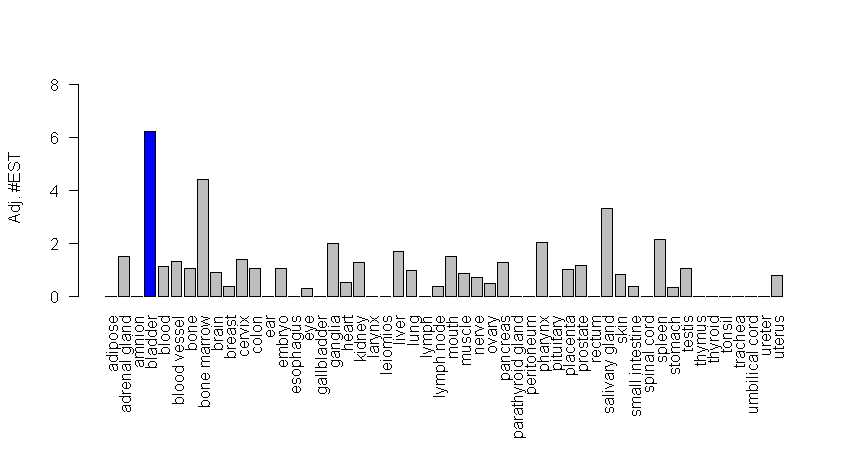 Adj. #EST
8
6
4
2
0
adipose
adrenal gland
amnion
bladder
blood
blood vessel
bone
bone marrow
brain
breast
cervix
colon
ear
embryo
esophagus
eye
gallbladder
ganglia
heart
kidney
larynx
leiomios
liver
lung
lymph
lymph node
mouth
muscle
nerve
ovary
pancreas
parathyroid gland
peritoneum
pharynx
pituitary
placenta
prostate
rectum
salivary gland
skin
small intestine
spinal cord
spleen
stomach
testis
thymus
thyroid
tonsil
trachea
umbilical cord
ureter
uterus